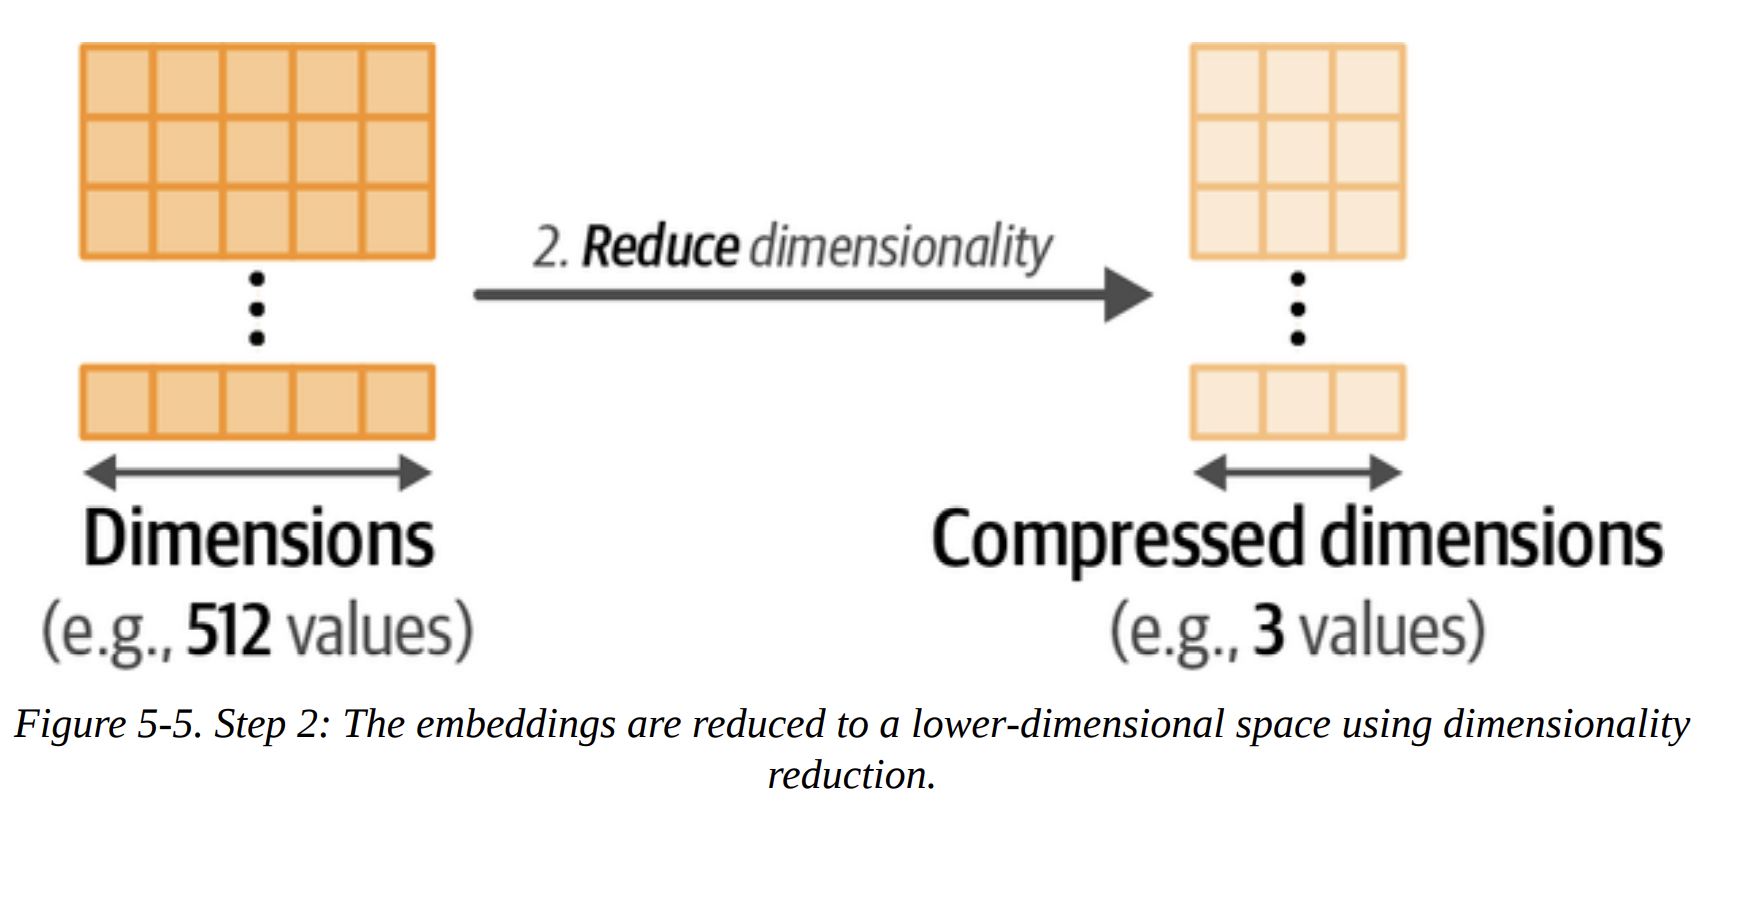 2. Reduce dimensionality
Dimensions
(e.g., 512 values)
Compressed dimensions
(e.g., 3 values)
Figure 5-5. Step 2: The embeddings are reduced to a lower-dimensional space using dimensionality
reduction.